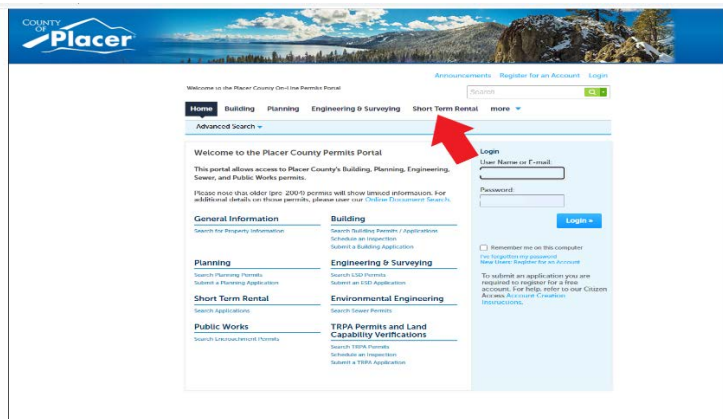 COUNTY
OF
Placer
Announcements Register for an Account Login
Welcome to the Placer County On-Line Permits Portal
Search
Home Building Planning Engineering & Surveying Short Term Rental more
Advanced Search
Welcome to the Placer County Permits Portal
This portal allows access to Placer County's Building, Planning, Engineering,
Sewer, and Public Works permits.
Please note that older (pre-2004) permits will show limited information. For
additional details on those permits, please user our Online Document Search.
General Information
Search for Property Information
Building
Search Building Permits / Applications
Schedule an Inspection
Submit a Building Application
Planning
Search Planning Permits
Submit a Planning Application
Engineering & Surveying
Search ESD Permits
Submit an ESD Application
Short Term Rental
Search Applications
Environmental Engineering
Search Sewer Permits
Public Works
Search Encroachment Permits
TRPA Permits and Land
Capability Verifications
Search TRPA Permits
Schedule an Inspection
Submit a TRPA Application
Login
User Name or E-mail:
Password:
Login »
Remember me on this computer
I've forgotten my password
New Users: Register for an Account
To submit an application you are
required to register for a free
account. For help, refer to our Citizen
Access Account Creation
Instructions.